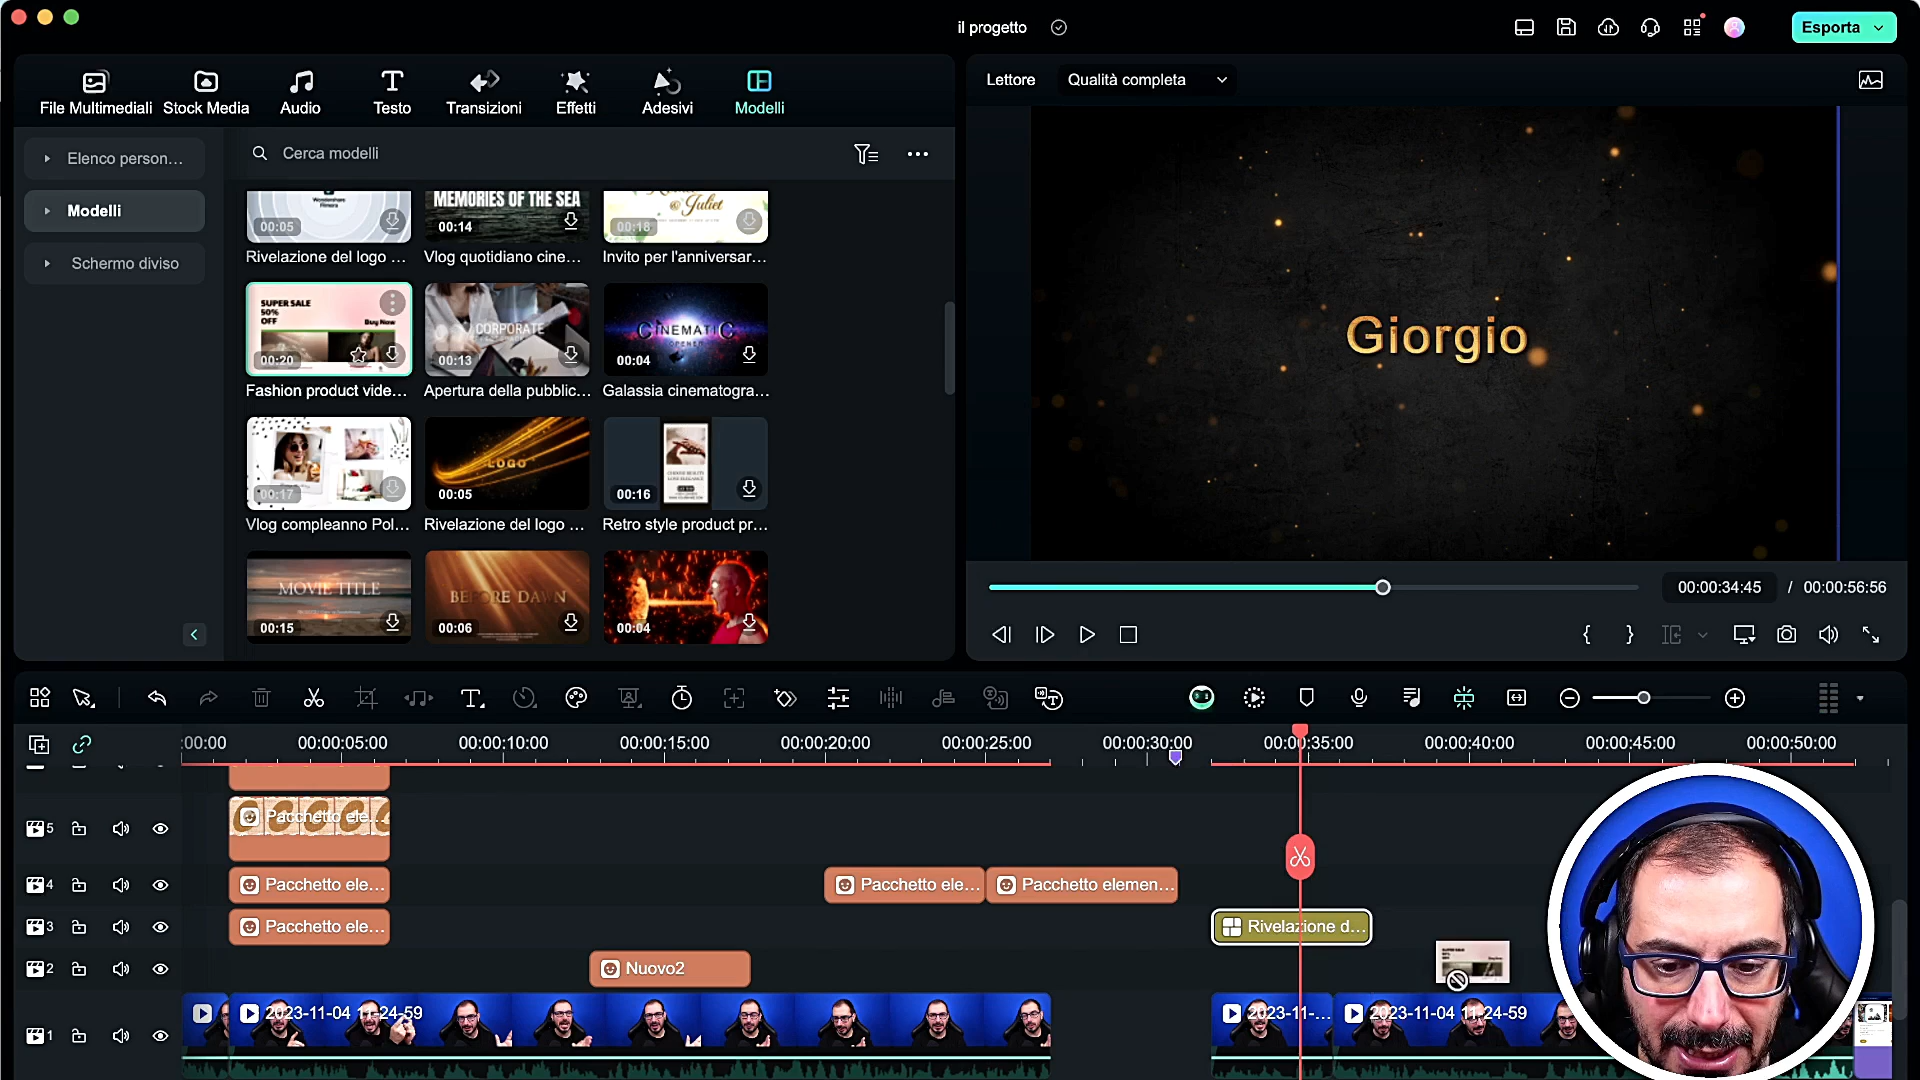 il progetto
Esporta
File Multimediali
Stock Media
Audio
Testo
Transizioni
Effetti
Adesivi
Modelli
Lettore
Qualità completa
Elenco person...
Modelli
Schermo diviso
Cerca modelli
Wondershare
Filmora
00:05
MEMORIES OF THE SEA
00:14
@ Juliet
00:18
Rivelazione del logo ...
Vlog quotidiano cine...
Invito per l'anniversar...
SUPER SALE
50%
OFF
Buy Now
00:20
CORPORATE
00:13
CINEMATIC
OPENER
00:04
Fashion product vide...
Apertura della pubblic...
Galassia cinematogra...
00:17
LOGO
00:05
00:16
Vlog compleanno Pol...
Rivelazione del logo ...
Retro style product pr...
MOVIE TITLE
00:15
BEFORE DAWN
00:06
00:04
Giorgio
00:00:34:45 / 00:00:56:56
:00:00
00:00:05:00
00:00:10:00
00:00:15:00
00:00:20:00
00:00:25:00
00:00:30:00
00:00:35:00
00:00:40:00
00:00:45:00
00:00:50:00
5
Pacchetto ele...
4
Pacchetto ele...
Pacchetto ele...
Pacchetto elemen...
3
Pacchetto ele...
Rivelazione d...
2
Nuovo2
1
2023-11-04 11-24-59
2023-11-...
2023-11-04 11-24-59